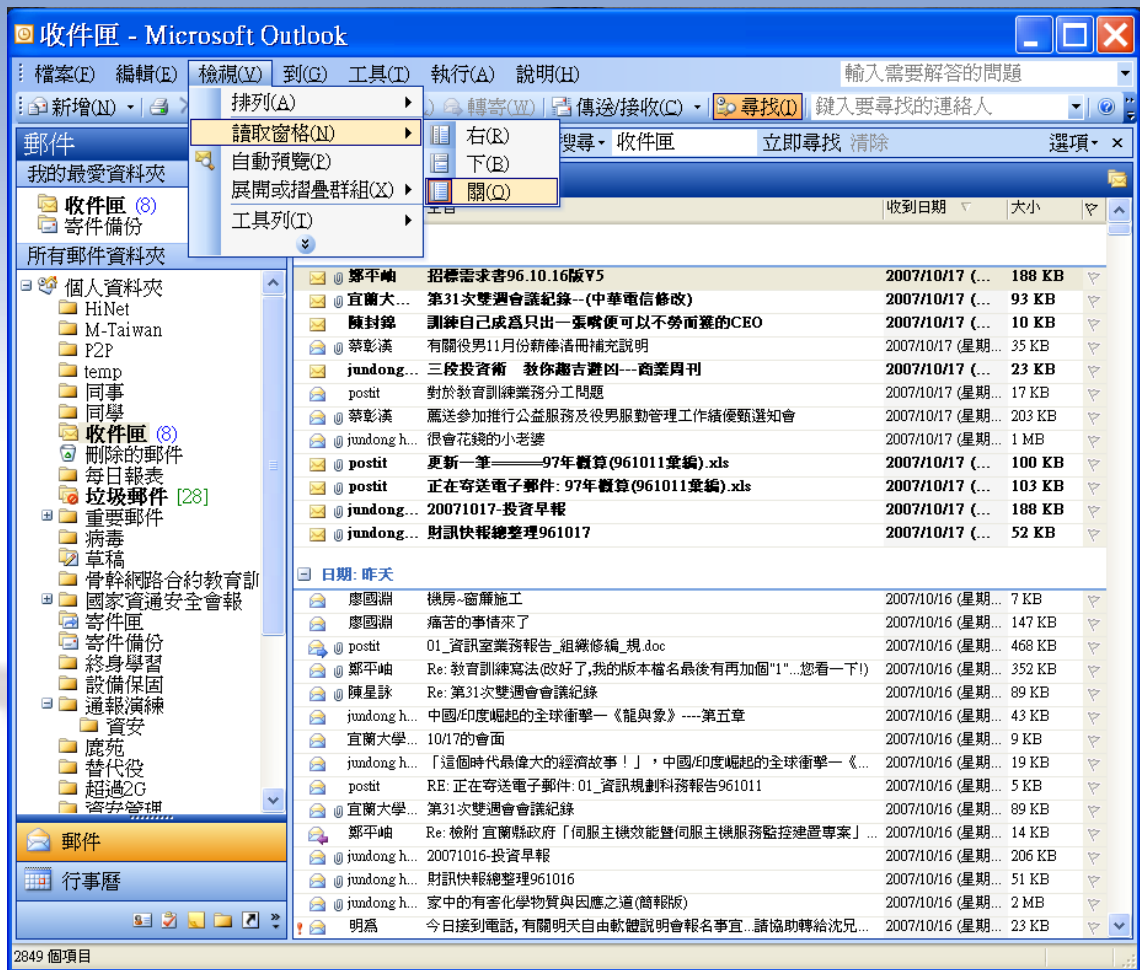 收件匣 - Microsoft Outlook
檔案(F) 編輯(E) 檢視(V) 到(G) 工具(T) 執行(A) 說明(H) 輸入需要解答的問題
新增(N) 轉寄(W) 傳送/接收(C) 尋找(I) 鍵入要尋找的連絡人
排列(A)
讀取窗格(N)
自動預覽(P)
展開或摺疊群組(X)
工具列(T)
右(R)
下(B)
關(O)
搜尋 收件匣 立即尋找 清除 選項
郵件
我的最愛資料夾
收件匣 (8)
寄件備份
所有郵件資料夾
個人資料夾
HiNet
M-Taiwan
P2P
temp
同事
同學
收件匣 (8)
刪除的郵件
每日報表
垃圾郵件 [28]
重要郵件
病毒
草稿
骨幹網路合約教育訓
國家資通安全會報
寄件匣
寄件備份
終身學習
設備保固
通報演練
資安
鹿苑
替代役
超過2G
資安管理
郵件
行事曆
收到日期 大小
鄭平岫 招標需求書96.10.16版V5 2007/10/17 (... 188 KB
宜蘭大... 第31次雙週會議紀錄--(中華電信修改) 2007/10/17 (... 93 KB
陳封錦 訓練自己成爲只出一張嘴便可以不勞而獲的CEO 2007/10/17 (... 10 KB
蔡彰漢 有關役男11月份薪俸清冊補充說明 2007/10/17 (星期... 35 KB
jundong... 三段投資術 教你趨吉避凶---商業周刊 2007/10/17 (... 23 KB
postit 對於教育訓練業務分工問題 2007/10/17 (星期... 17 KB
蔡彰漢 薦送參加推行公益服務及役男服勤管理工作績優甄選知會 2007/10/17 (星期... 203 KB
jundong h... 很會花錢的小老婆 2007/10/17 (星期... 1 MB
postit 更新一筆═════97年概算(961011彙編).xls 2007/10/17 (... 100 KB
postit 正在寄送電子郵件: 97年概算(961011彙編).xls 2007/10/17 (... 103 KB
jundong... 20071017-投資早報 2007/10/17 (... 188 KB
jundong... 財訊快報總整理961017 2007/10/17 (... 52 KB
日期: 昨天
廖國淵 機房~窗簾施工 2007/10/16 (星期... 7 KB
廖國淵 痛苦的事情來了 2007/10/16 (星期... 147 KB
postit 01_資訊室業務報告_組織修編_規.doc 2007/10/16 (星期... 468 KB
鄭平岫 Re: 教育訓練寫法(改好了,我的版本檔名最後有再加個"1"...您看一下!) 2007/10/16 (星期... 352 KB
陳星詠 Re: 第31次雙週會會議紀錄 2007/10/16 (星期... 89 KB
jundong h... 中國/印度崛起的全球衝擊一《龍與象》----第五章 2007/10/16 (星期... 43 KB
宜蘭大學... 10/17的會面 2007/10/16 (星期... 9 KB
jundong h... 「這個時代最偉大的經濟故事！」，中國/印度崛起的全球衝擊一《... 2007/10/16 (星期... 19 KB
postit RE: 正在寄送電子郵件: 01_資訊規劃科務報告961011 2007/10/16 (星期... 5 KB
宜蘭大學... 第31次雙週會會議紀錄 2007/10/16 (星期... 89 KB
鄭平岫 Re: 檢附 宜蘭縣政府「伺服主機效能暨伺服主機服務監控建置專案」... 2007/10/16 (星期... 14 KB
jundong h... 20071016-投資早報 2007/10/16 (星期... 206 KB
jundong h... 財訊快報總整理961016 2007/10/16 (星期... 51 KB
jundong h... 家中的有害化學物質與因應之道(簡報版) 2007/10/16 (星期... 2 MB
明爲 今日接到電話, 有關明天自由軟體說明會報名事宜...請協助轉給沈兄... 2007/10/16 (星期... 23 KB
2849 個項目